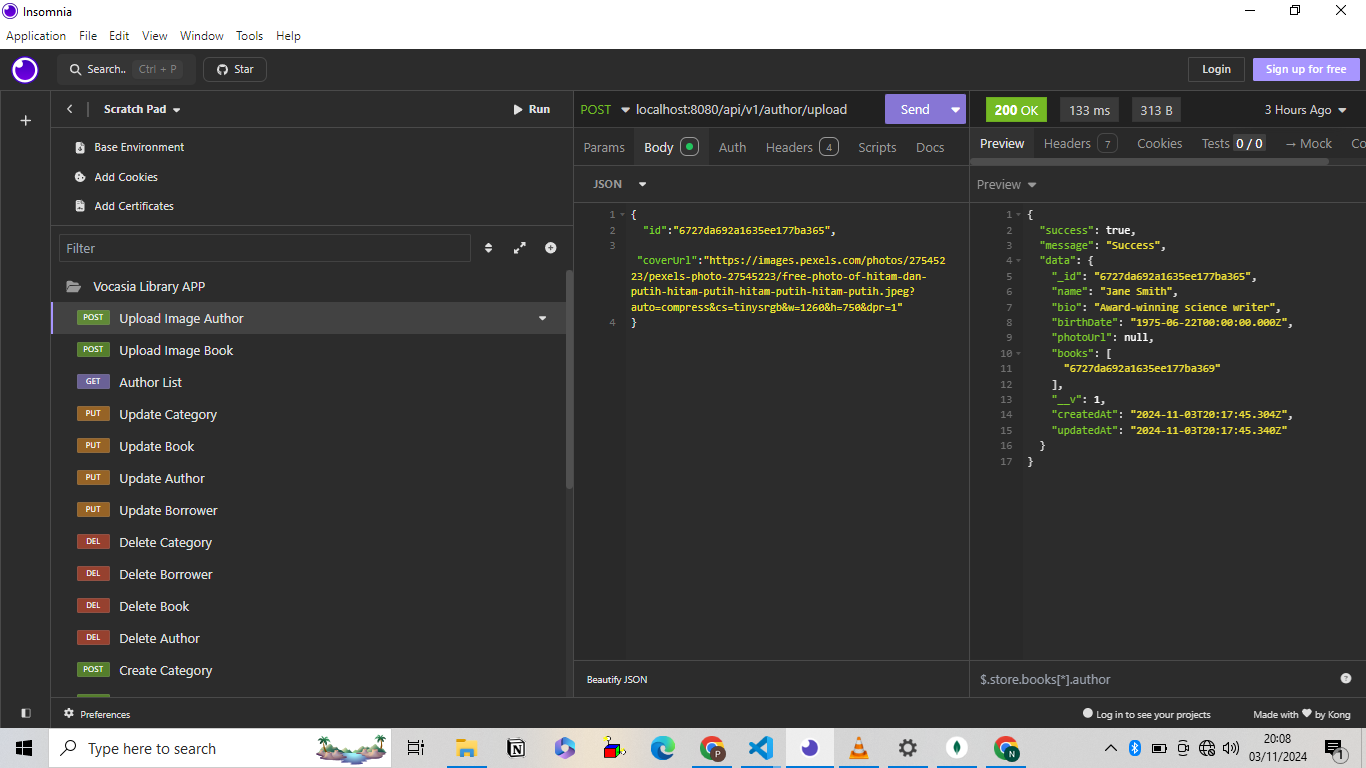 Insomnia
Application File Edit View Window Tools Help
Search.. Ctrl + P Star Login Sign up for free
Scratch Pad Run
POST localhost:8080/api/v1/author/upload Send
200 OK 133 ms 313 B 3 Hours Ago
Base Environment
Add Cookies
Add Certificates
Filter
Vocasia Library APP
POST Upload Image Author
POST Upload Image Book
GET Author List
PUT Update Category
PUT Update Book
PUT Update Author
PUT Update Borrower
DEL Delete Category
DEL Delete Borrower
DEL Delete Book
DEL Delete Author
POST Create Category
Params Body Auth Headers 4 Scripts Docs
JSON
1 {
2 "id":"6727da692a1635ee177ba365",
3
"coverUrl":"https://images.pexels.com/photos/275452
23/pexels-photo-27545223/free-photo-of-hitam-dan-
putih-hitam-putih-hitam-putih-hitam-putih.jpeg?
auto=compress&cs=tinysrgb&w=1260&h=750&dpr=1"
4 }
Beautify JSON
Preview Headers 7 Cookies Tests 0 / 0 → Mock Co
Preview
1 {
2 "success": true,
3 "message": "Success",
4 "data": {
5 "_id": "6727da692a1635ee177ba365",
6 "name": "Jane Smith",
7 "bio": "Award-winning science writer",
8 "birthDate": "1975-06-22T00:00:00.000Z",
9 "photoUrl": null,
10 "books": [
11 "6727da692a1635ee177ba369"
12 ],
13 "__v": 1,
14 "createdAt": "2024-11-03T20:17:45.304Z",
15 "updatedAt": "2024-11-03T20:17:45.340Z"
16 }
17 }
$.store.books[*].author
Preferences
Log in to see your projects Made with ❤ by Kong
Type here to search
P
N
20:08
03/11/2024
1